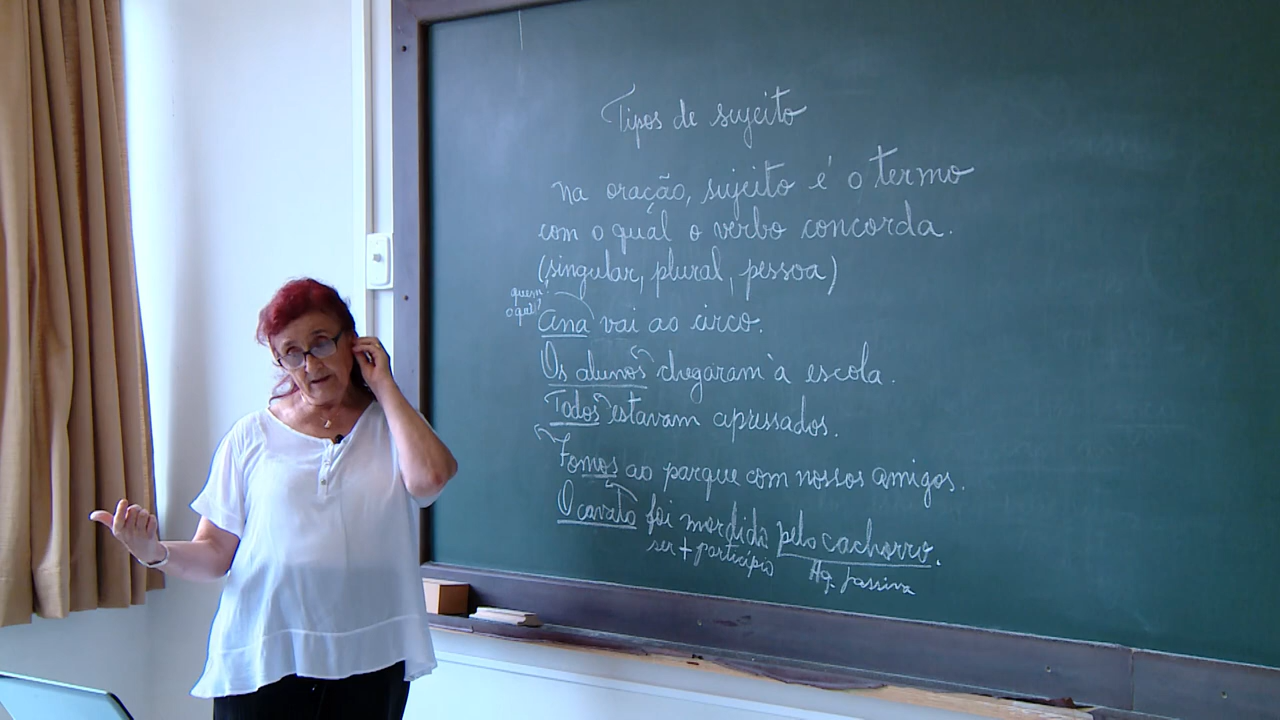 Tipos de sujeito
na oração, sujeito é o termo
com o qual o verbo concorda.
(singular, plural, pessoa)
quem?
o quê?
Ana vai ao circo.
Os alunos chegaram à escola.
Todos estavam apressados.
Fomos ao parque com nossos amigos.
O cavalo foi mordido pelo cachorro.
ser + particípio
Ag. passiva